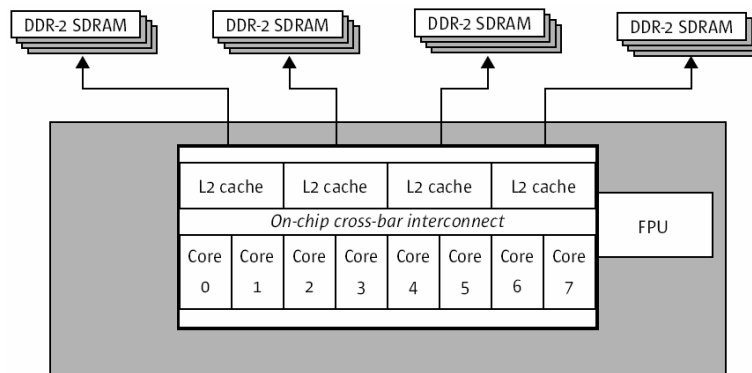 DDR-2 SDRAM
DDR-2 SDRAM
DDR-2 SDRAM
DDR-2 SDRAM
L2 cache
L2 cache
L2 cache
L2 cache
On-chip cross-bar interconnect
FPU
Core
0
Core
1
Core
2
Core
3
Core
4
Core
5
Core
6
Core
7